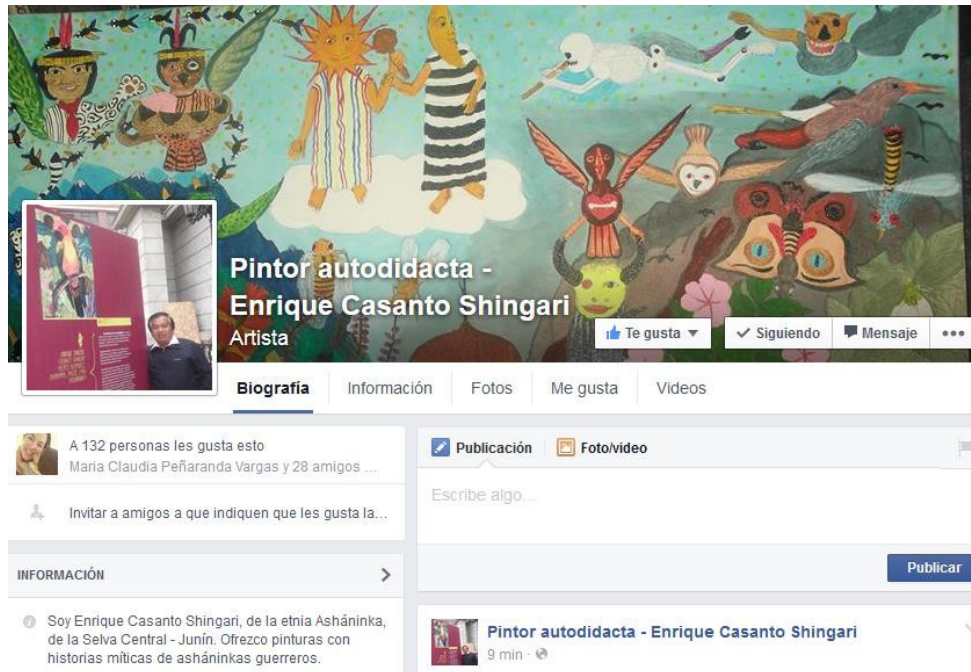 Pintor autodidacta -
Enrique Casanto Shingari
Artista
Te gusta
Siguiendo
Mensaje
Biografía
Información
Fotos
Me gusta
Videos
A 132 personas les gusta esto
Maria Claudia Peñaranda Vargas y 28 amigos ...
Invitar a amigos a que indiquen que les gusta la...
INFORMACIÓN
Soy Enrique Casanto Shingari, de la etnia Asháninka,
de la Selva Central - Junín. Ofrezco pinturas con
historias míticas de asháninkas guerreros.
Publicación
Foto/video
Escribe algo...
Publicar
Pintor autodidacta - Enrique Casanto Shingari
9 min ·